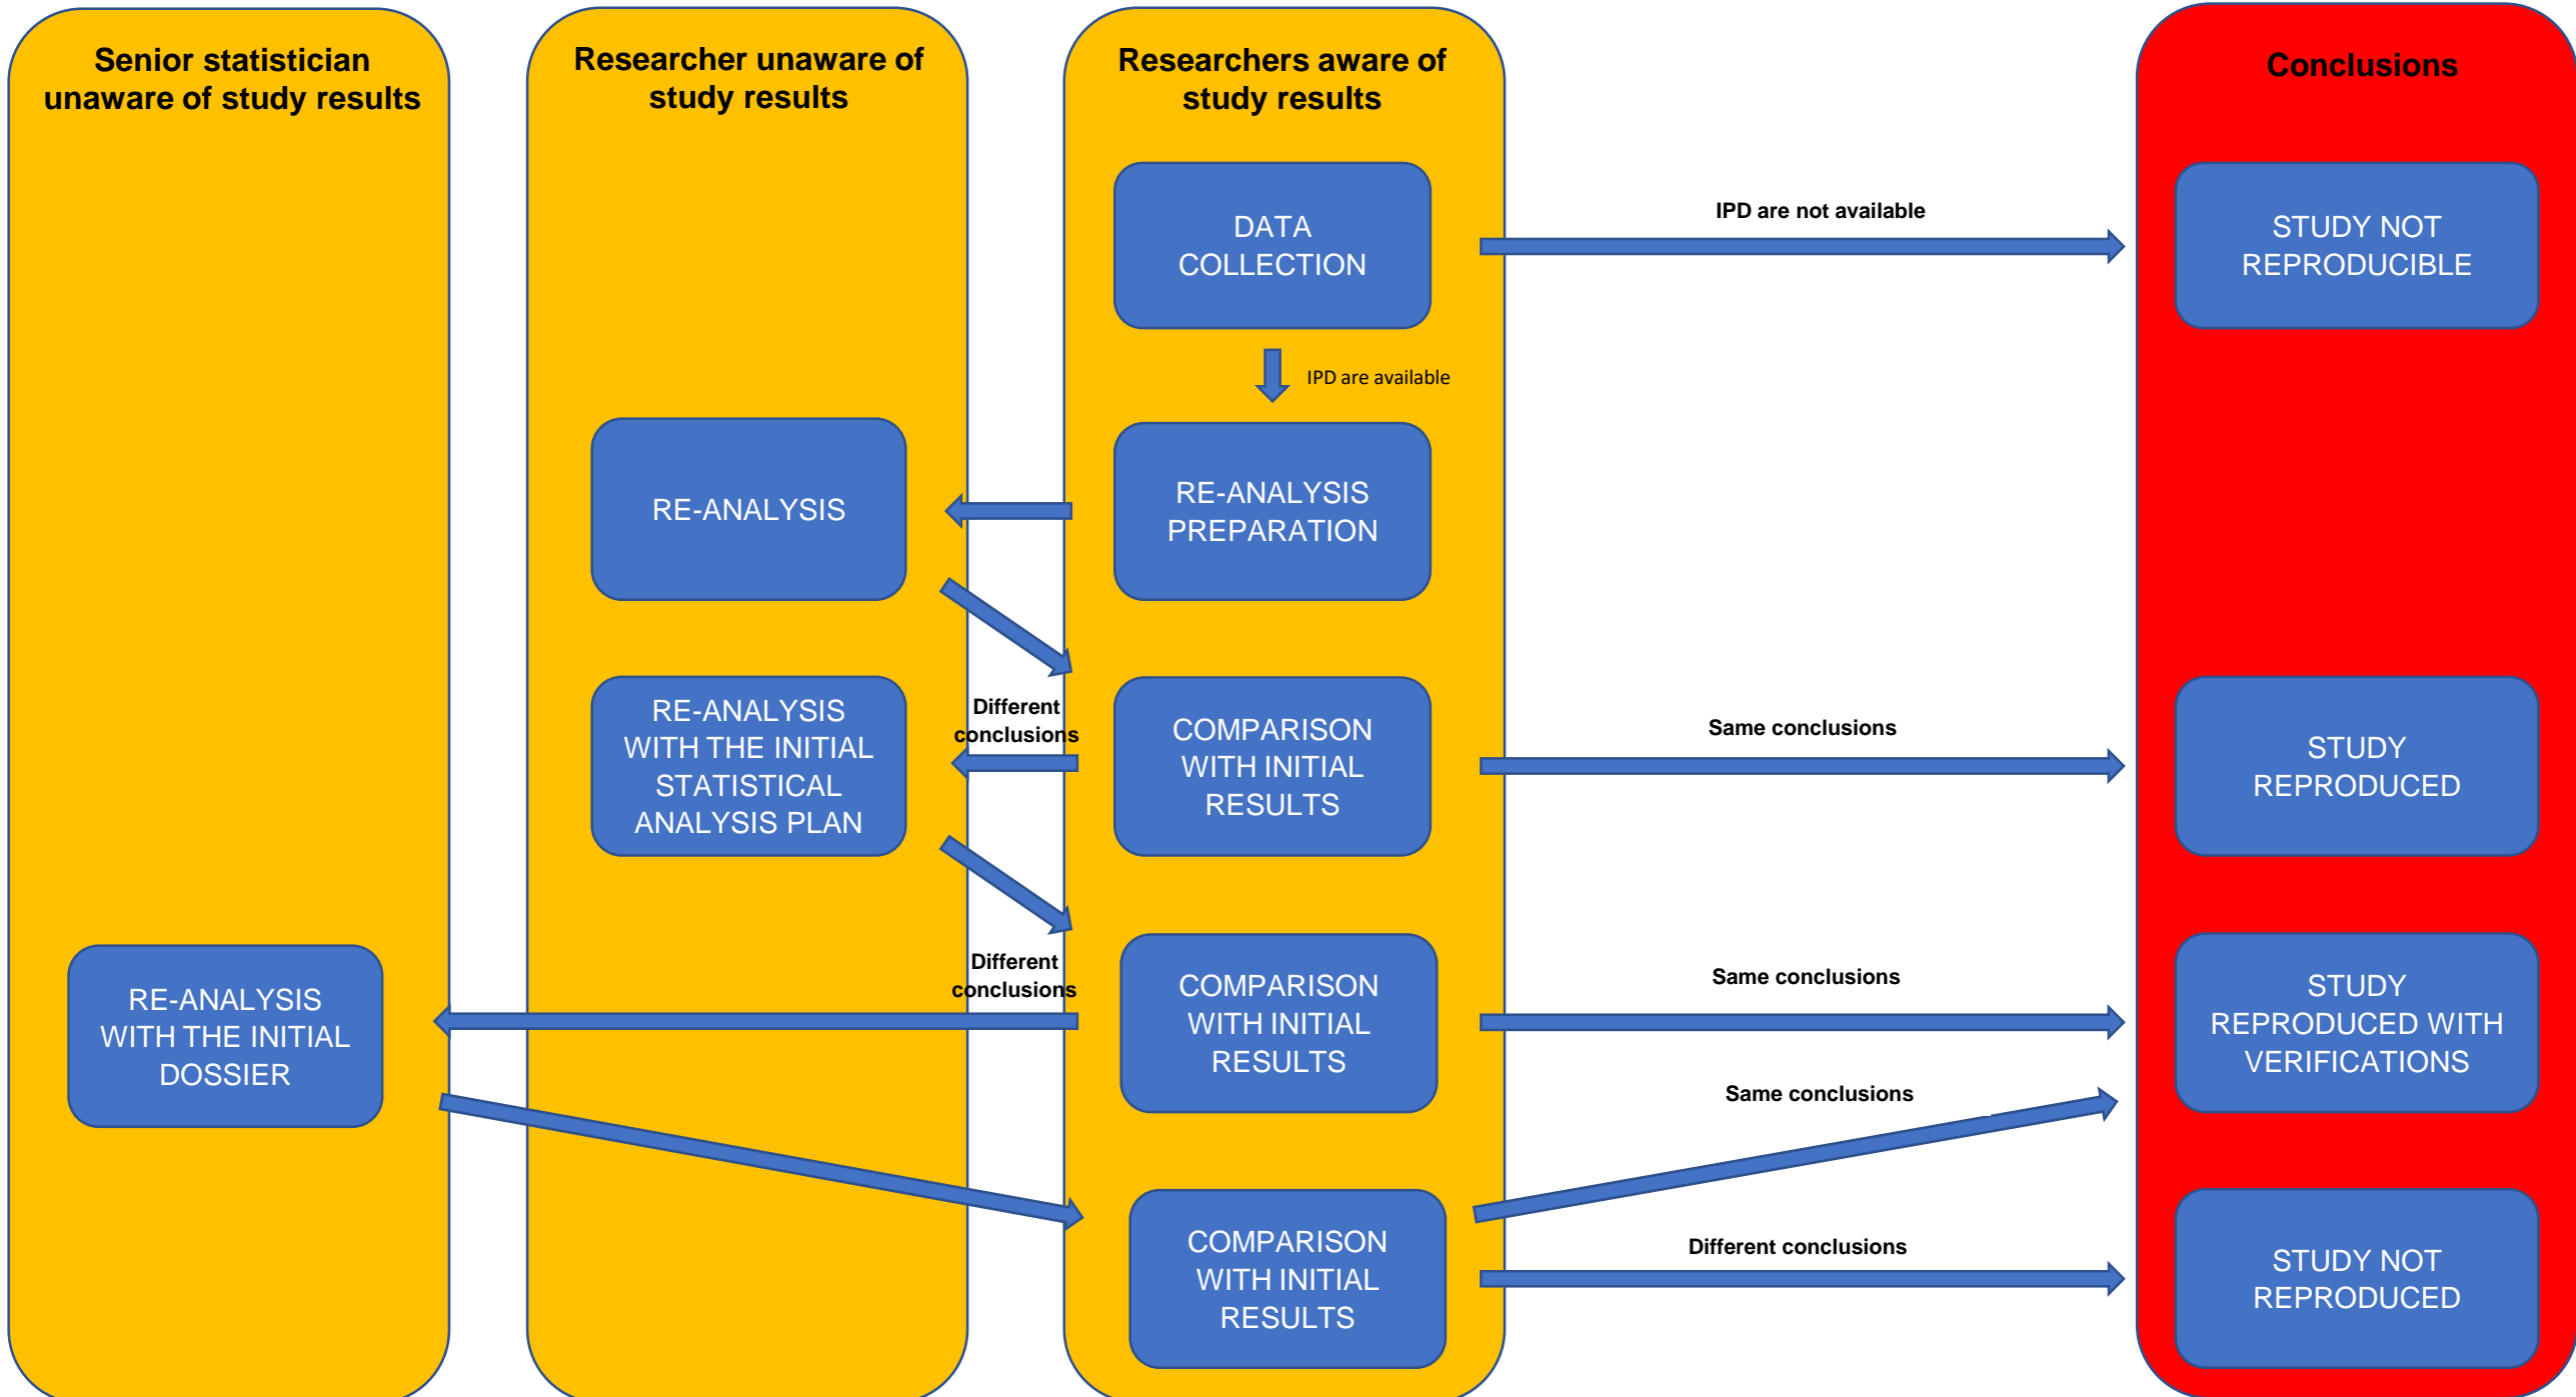 Senior statistician
unaware of study results
Researcher unaware of
study results
Researchers aware of
study results
Conclusions
DATA
COLLECTION
IPD are not available
STUDY NOT
REPRODUCIBLE
IPD are available
RE-ANALYSIS
RE-ANALYSIS
PREPARATION
RE-ANALYSIS
WITH THE INITIAL
STATISTICAL
ANALYSIS PLAN
Different
conclusions
COMPARISON
WITH INITIAL
RESULTS
Same conclusions
STUDY
REPRODUCED
RE-ANALYSIS
WITH THE INITIAL
DOSSIER
Different
conclusions
COMPARISON
WITH INITIAL
RESULTS
Same conclusions
STUDY
REPRODUCED WITH
VERIFICATIONS
Same conclusions
COMPARISON
WITH INITIAL
RESULTS
Different conclusions
STUDY NOT
REPRODUCED